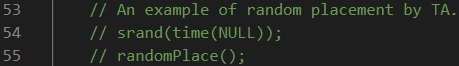 53 // An example of random placement by TA.
54 // srand(time(NULL));
55 // randomPlace();